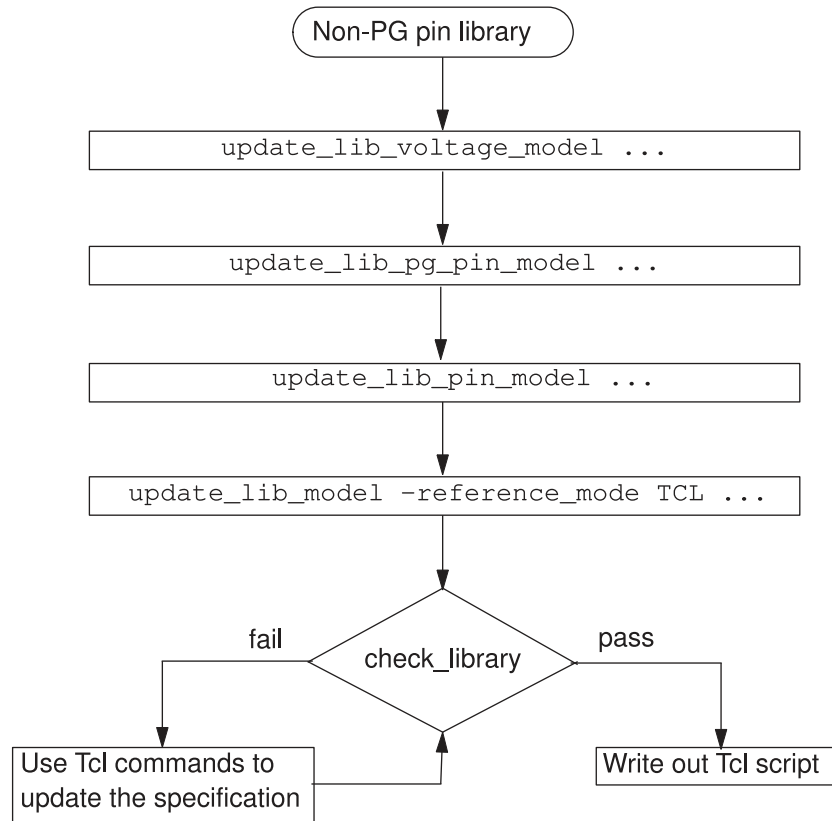 Non-PG pin library
update_lib_voltage_model ...
update_lib_pg_pin_model ...
update_lib_pin_model ...
update_lib_model –reference_mode TCL ...
fail
pass
check_library
Use Tcl commands to
update the specification
Write out Tcl script